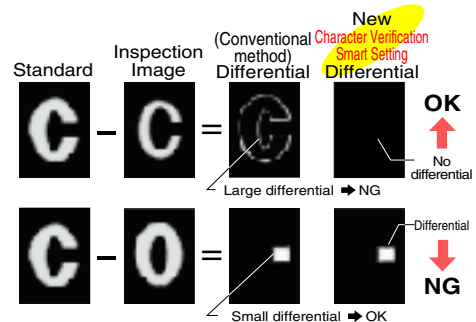 New
Character Verification
Smart Setting
Differential
(Conventional
method)
Differential
Inspection
Image
Standard
C – C =
OK
No
differential
Large differential ➡ NG
C – O =
Differential
NG
Small differential ➡ OK